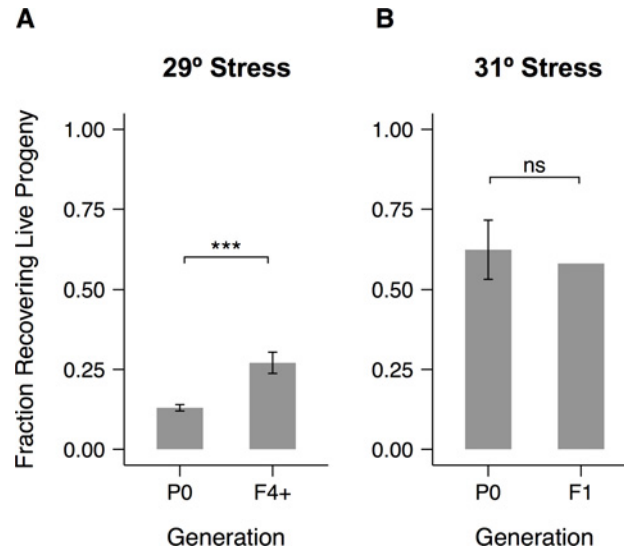 A
29º Stress
Fraction Recovering Live Progeny
1.00
0.75
0.50
0.25
0.00
***
P0 F4+
Generation
B
31º Stress
1.00
0.75
0.50
0.25
0.00
ns
P0 F1
Generation